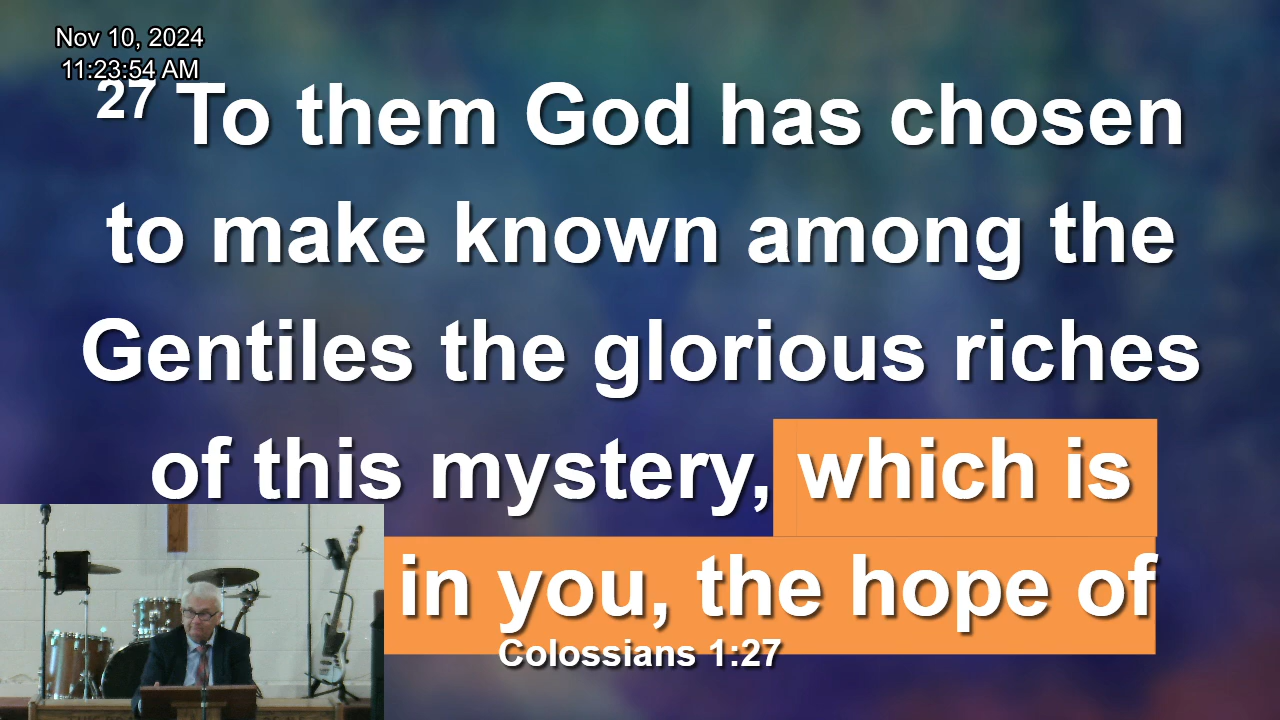 Nov 10, 2024
11:23:54 AM
27 To them God has chosen
to make known among the
Gentiles the glorious riches
of this mystery, which is
in you, the hope of
Colossians 1:27